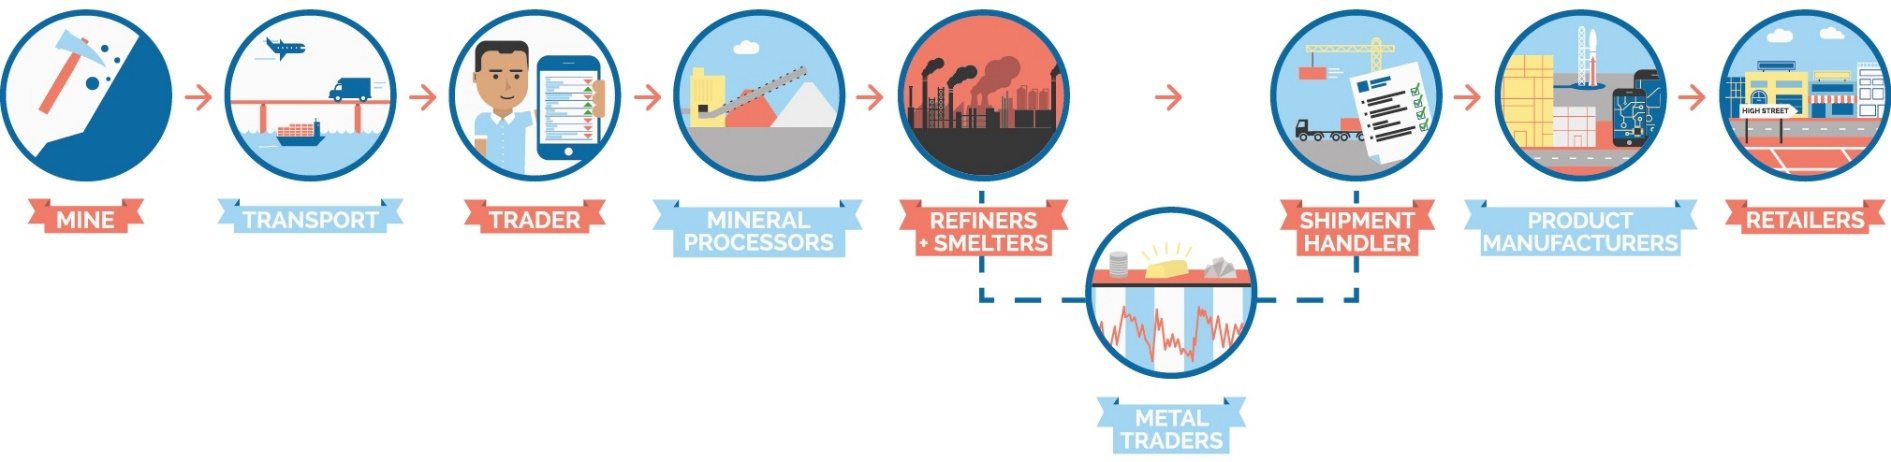 MINE
TRANSPORT
TRADER
MINERAL
PROCESSORS
REFINERS
+ SMELTERS
METAL
TRADERS
SHIPMENT
HANDLER
PRODUCT
MANUFACTURERS
HIGH STREET
RETAILERS